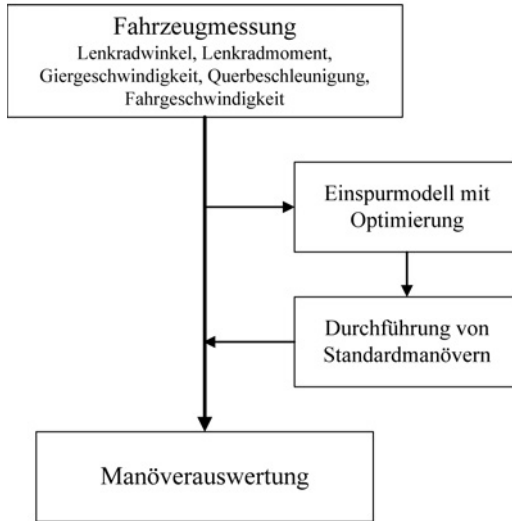 Fahrzeugmessung
Lenkradwinkel, Lenkradmoment,
Giergeschwindigkeit, Querbeschleunigung,
Fahrgeschwindigkeit
Einspurmodell mit
Optimierung
Durchführung von
Standardmanövern
Manöverauswertung